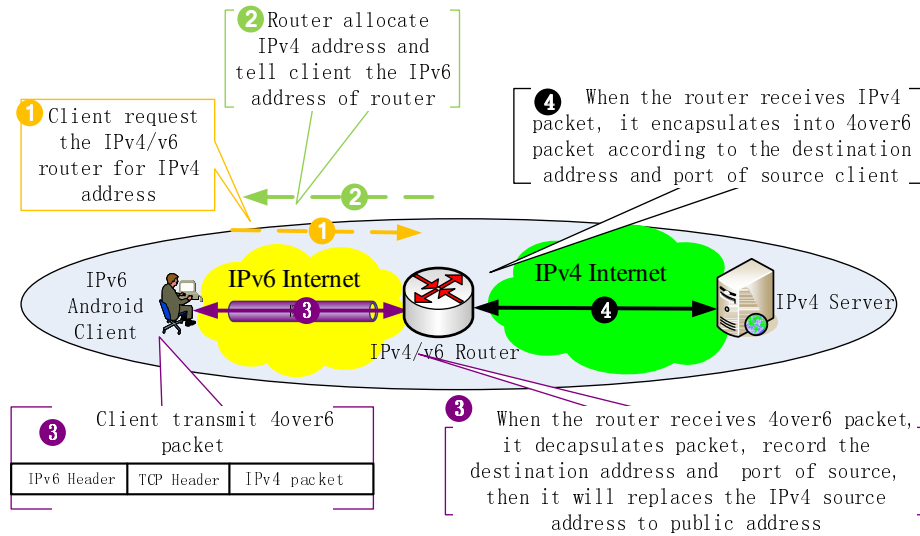 2 Router allocate
IPv4 address and
tell client the IPv6
address of router
1 Client request
the IPv4/v6
router for IPv4
address
4 When the router receives IPv4
packet, it encapsulates into 4over6
packet according to the destination
address and port of source client
2
1
IPv6
Android
Client
IPv6 Internet
3
IPv4/v6 Router
IPv4 Internet
4
IPv4 Server
3 Client transmit 4over6
packet
IPv6 Header TCP Header IPv4 packet
3 When the router receives 4over6 packet,
it decapsulates packet, record the
destination address and port of source,
then it will replaces the IPv4 source
address to public address